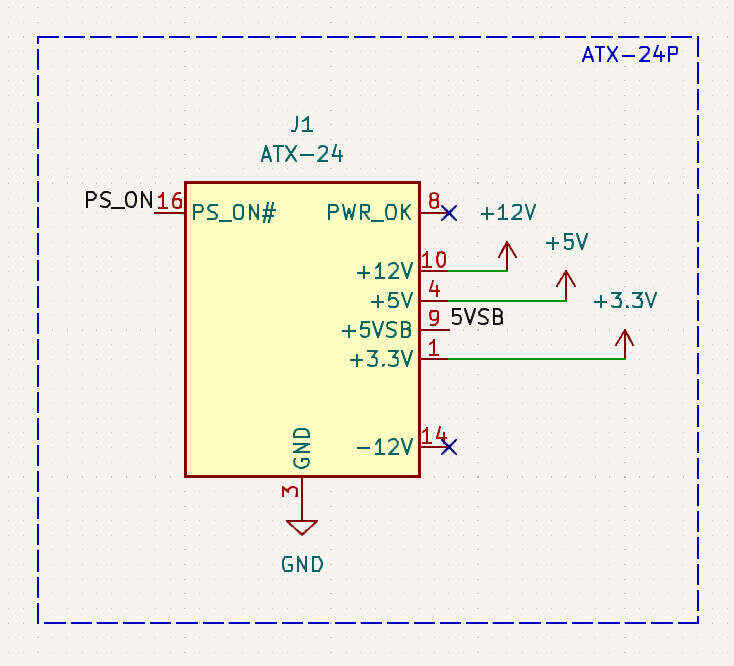 ATX-24P
J1
ATX-24
PS_ON 16 PS_ON# PWR_OK 8
+12V
+5V
+12V 10
+5V 4
+3.3V
+5VSB 9 5VSB
+3.3V 1
GND
-12V 14
3
GND